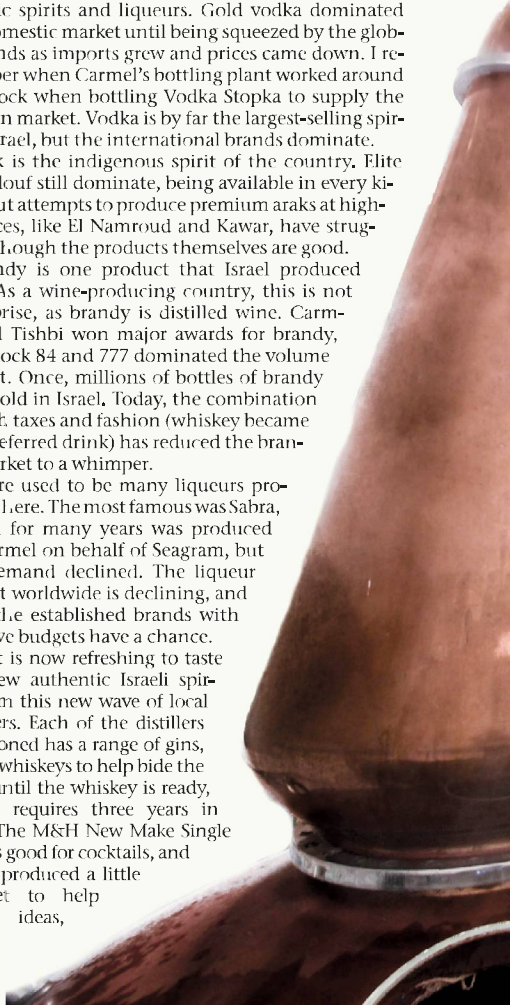 ic spirits and liqueurs. Gold vodka dominated
omestic market until being squeezed by the glob-
nds as imports grew and prices came down. I re-
ber when Carmel's bottling plant worked around
ock when bottling Vodka Stopka to supply the
n market. Vodka is by far the largest-selling spir-
rael, but the international brands dominate.
k is the indigenous spirit of the country. Elite
louf still dominate, being available in every ki-
ut attempts to produce premium araks at high-
ces, like El Namroud and Kawar, have strug-
hough the products themselves are good.
ndy is one product that Israel produced
As a wine-producing country, this is not
prise, as brandy is distilled wine. Carm-
d Tishbi won major awards for brandy,
ock 84 and 777 dominated the volume
t. Once, millions of bottles of brandy
old in Israel. Today, the combination
h taxes and fashion (whiskey became
eferred drink) has reduced the bran-
rket to a whimper.
re used to be many liqueurs pro-
here. The most famous was Sabra,
for many years was produced
rmel on behalf of Seagram, but
emand declined. The liqueur
t worldwide is declining, and
the established brands with
ve budgets have a chance.
t is now refreshing to taste
ew authentic Israeli spir-
m this new wave of local
ers. Each of the distillers
oned has a range of gins,
whiskeys to help bide the
until the whiskey is ready,
requires three years in
The M&H New Make Single
s good for cocktails, and
produced a little
et to help
ideas,